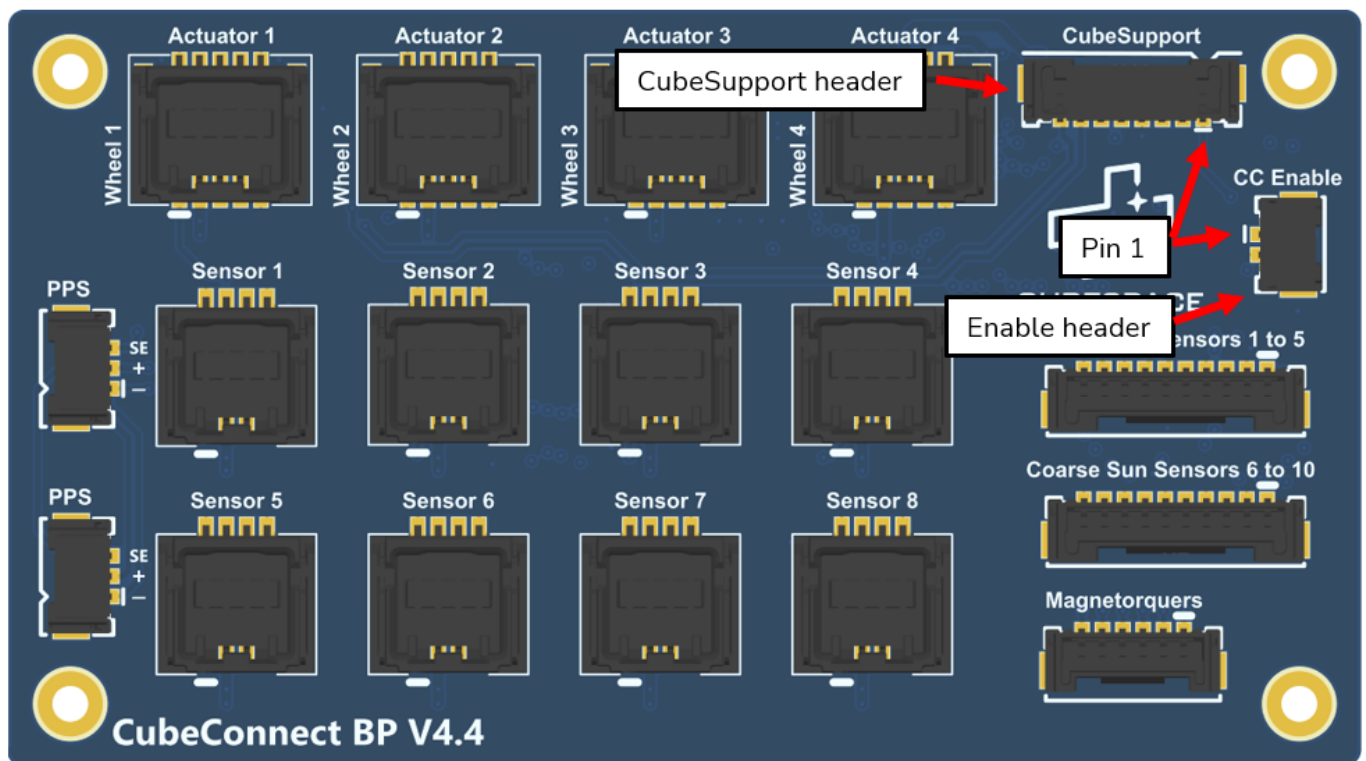 Actuator 1
Actuator 2
Actuator 3
Actuator 4
CubeSupport
CubeSupport header
Wheel 1
Wheel 2
Wheel 3
Wheel 4
CC Enable
Pin 1
Sensor 1
Sensor 2
Sensor 3
Sensor 4
PPS
SE
+
−
Enable header
ensors 1 to 5
Coarse Sun Sensors 6 to 10
PPS
SE
+
−
Sensor 5
Sensor 6
Sensor 7
Sensor 8
Magnetorquers
CubeConnect BP V4.4